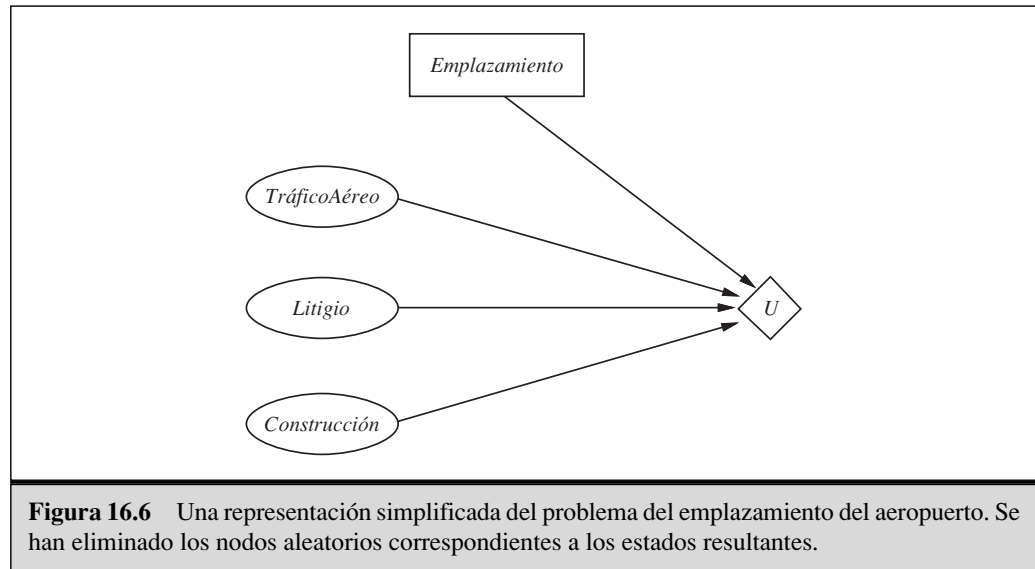 Emplazamiento
TráficoAéreo
Litigio
U
Construcción
Figura 16.6 Una representación simplificada del problema del emplazamiento del aeropuerto. Se
han eliminado los nodos aleatorios correspondientes a los estados resultantes.